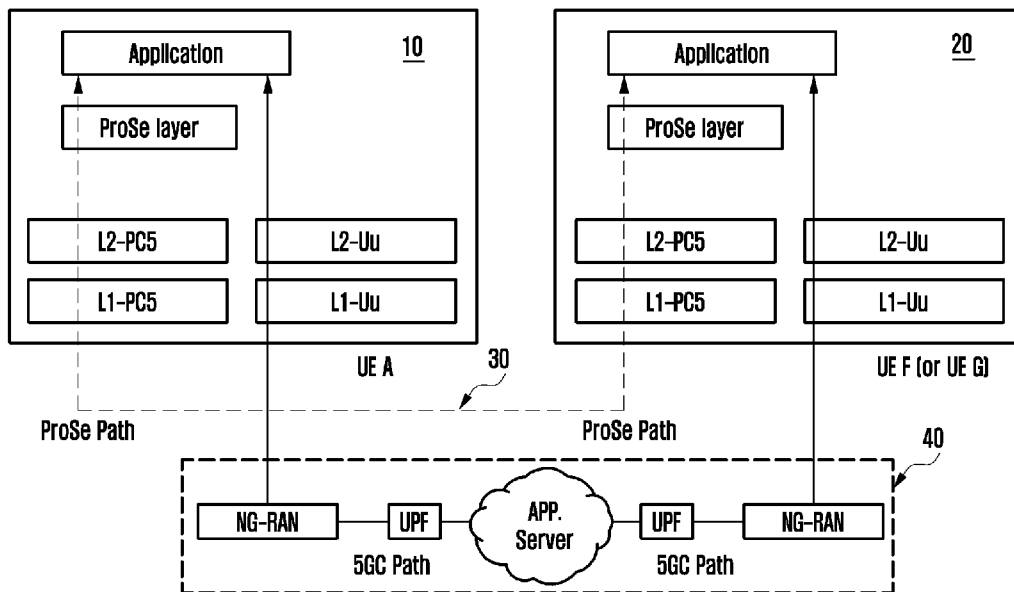 Application
10
ProSe layer
L2-PC5
L2-Uu
L1-PC5
L1-Uu
UE A
Application
20
ProSe layer
L2-PC5
L2-Uu
L1-PC5
L1-Uu
UE F (or UE G)
30
ProSe Path
ProSe Path
40
NG-RAN
UPF
APP.
Server
UPF
NG-RAN
5GC Path
5GC Path